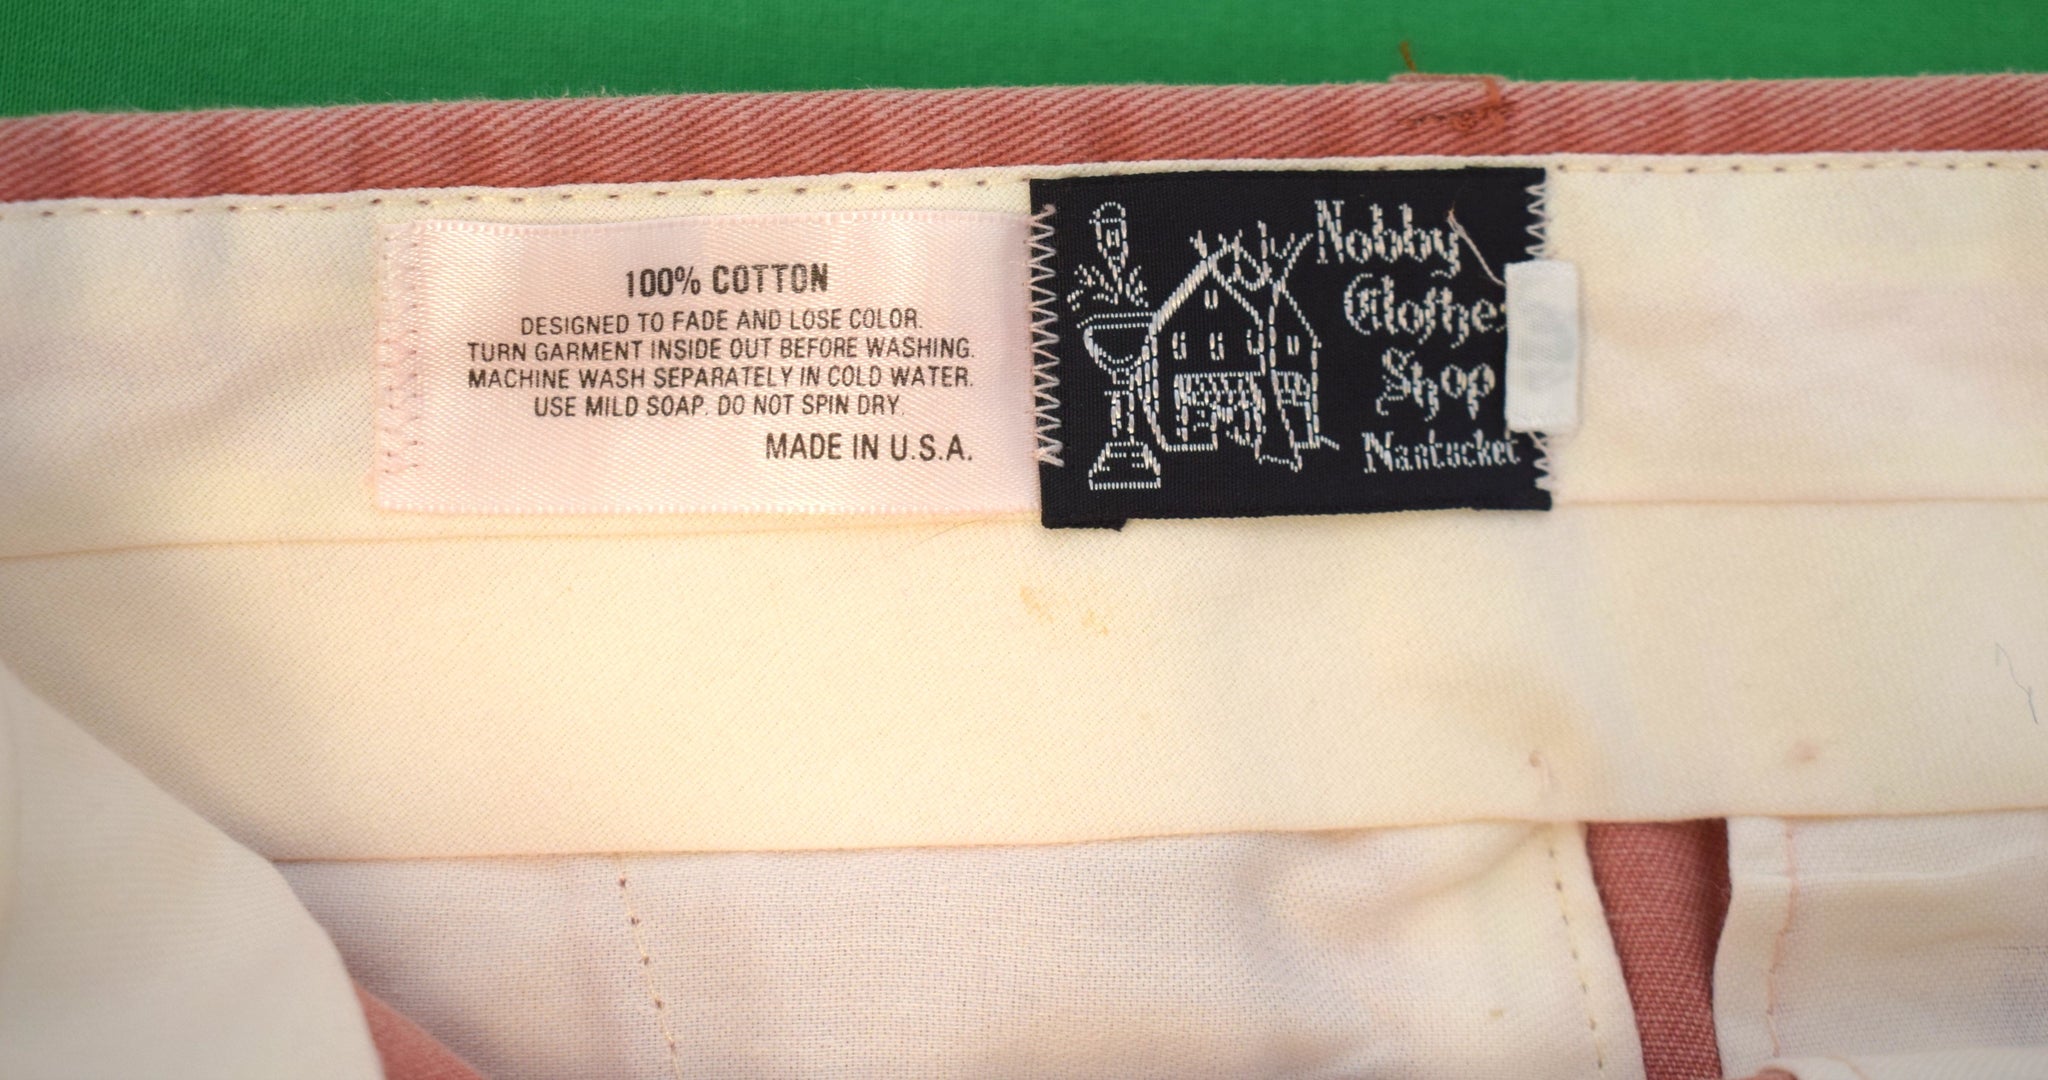 100% COTTON
DESIGNED TO FADE AND LOSE COLOR.
TURN GARMENT INSIDE OUT BEFORE WASHING.
MACHINE WASH SEPARATELY IN COLD WATER.
USE MILD SOAP. DO NOT SPIN DRY.
MADE IN U.S.A.
Nobby
Clothes
Shop
Nantucket